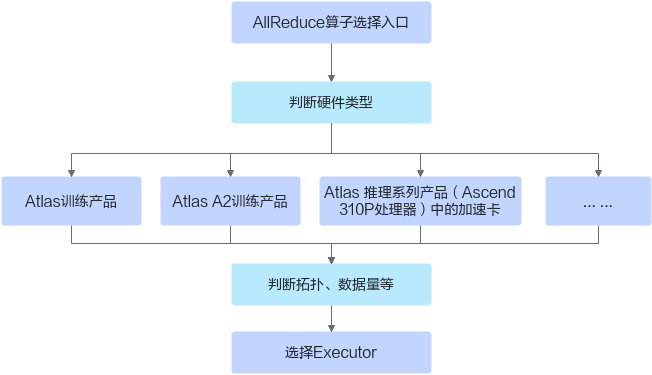 AllReduce算子选择入口
判断硬件类型
Atlas训练产品
Atlas A2训练产品
Atlas 推理系列产品（Ascend
310P处理器）中的加速卡
... ...
判断拓扑、数据量等
选择Executor